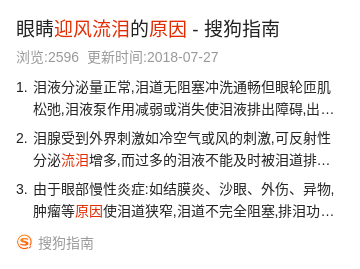 眼睛迎风流泪的原因 - 搜狗指南
浏览:2596 更新时间:2018-07-27
1. 泪液分泌量正常,泪道无阻塞冲洗通畅但眼轮匝肌
松弛,泪液泵作用减弱或消失使泪液排出障碍,出…
2. 泪腺受到外界刺激如冷空气或风的刺激,可反射性
分泌流泪增多,而过多的泪液不能及时被泪道排…
3. 由于眼部慢性炎症:如结膜炎、沙眼、外伤、异物,
肿瘤等原因使泪道狭窄,泪道不完全阻塞,排泪功…
搜狗指南